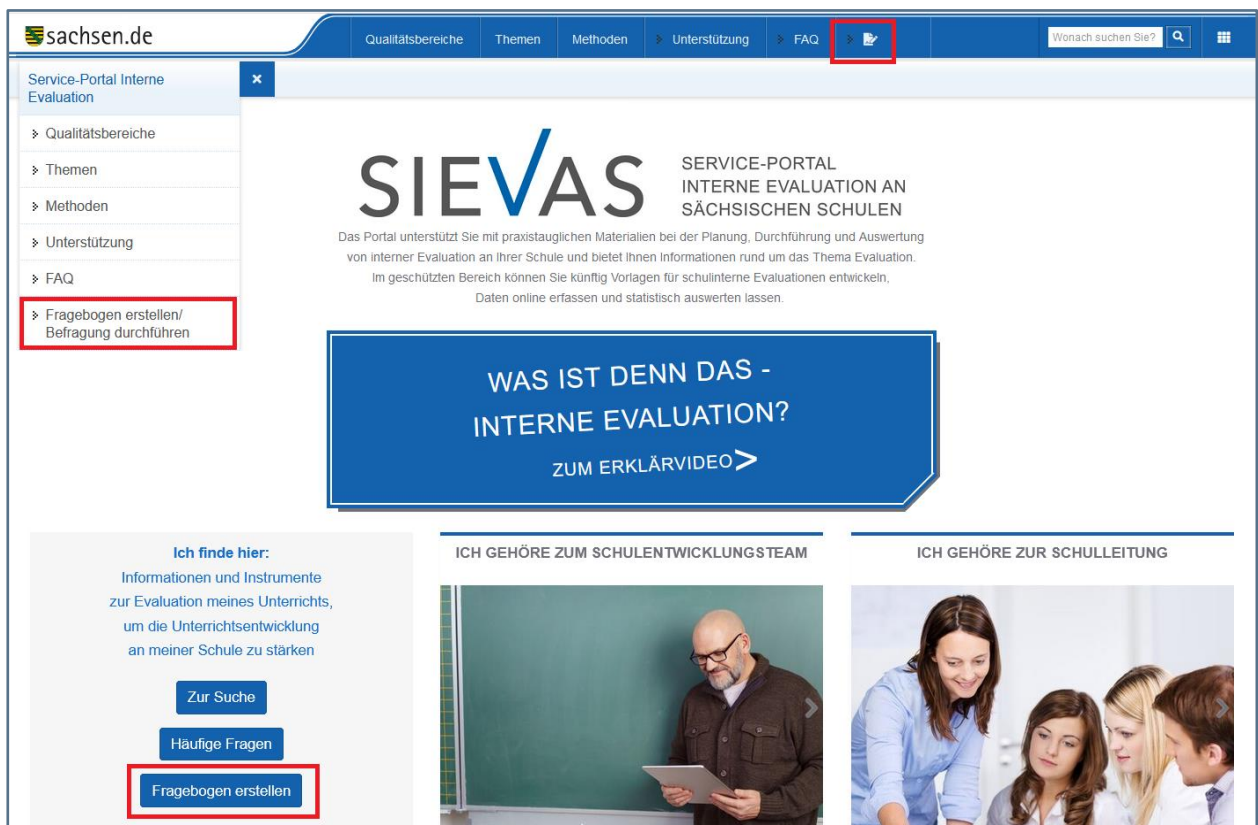 sachsen.de
Qualitätsbereiche
Themen
Methoden
Unterstützung
FAQ
Wonach suchen Sie?
Service-Portal Interne
Evaluation
Qualitätsbereiche
Themen
Methoden
Unterstützung
FAQ
Fragebogen erstellen/
Befragung durchführen
SIEVAS
SERVICE-PORTAL
INTERNE EVALUATION AN
SÄCHSISCHEN SCHULEN
Das Portal unterstützt Sie mit praxistauglichen Materialien bei der Planung, Durchführung und Auswertung
von interner Evaluation an Ihrer Schule und bietet Ihnen Informationen rund um das Thema Evaluation.
Im geschützten Bereich können Sie künftig Vorlagen für schulinterne Evaluationen entwickeln,
Daten online erfassen und statistisch auswerten lassen.
WAS IST DENN DAS -
INTERNE EVALUATION?
ZUM ERKLÄRVIDEO>
Ich finde hier:
Informationen und Instrumente
zur Evaluation meines Unterrichts,
um die Unterrichtsentwicklung
an meiner Schule zu stärken
Zur Suche
Häufige Fragen
Fragebogen erstellen
ICH GEHÖRE ZUM SCHULENTWICKLUNGSTEAM
ICH GEHÖRE ZUR SCHULLEITUNG